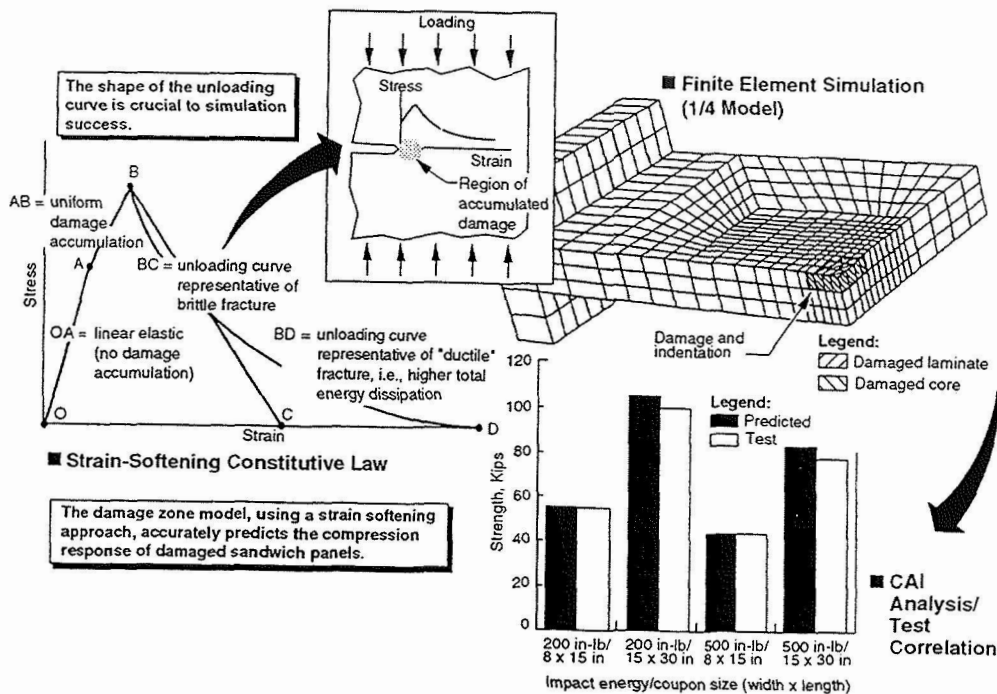 The shape of the unloading
curve is crucial to simulation
success.
Loading
Stress
Strain
Region of
accumulated
damage
■ Finite Element Simulation
(1/4 Model)
Damage and
indentation
Legend:
Damaged laminate
Damaged core
Stress
B
AB = uniform
damage
accumulation
A
BC = unloading curve
representative of
brittle fracture
OA = linear elastic
(no damage
accumulation)
BD = unloading curve
representative of "ductile"
fracture, i.e., higher total
energy dissipation
O
C
D
Strain
■ Strain-Softening Constitutive Law
The damage zone model, using a strain softening
approach, accurately predicts the compression
response of damaged sandwich panels.
Strength, Kips
120
100
80
60
40
20
0
Legend:
Predicted
Test
200 in-lb/
8 x 15 in
200 in-lb/
15 x 30 in
500 in-lb/
8 x 15 in
500 in-lb/
15 x 30 in
Impact energy/coupon size (width x length)
■ CAI
Analysis/
Test
Correlation